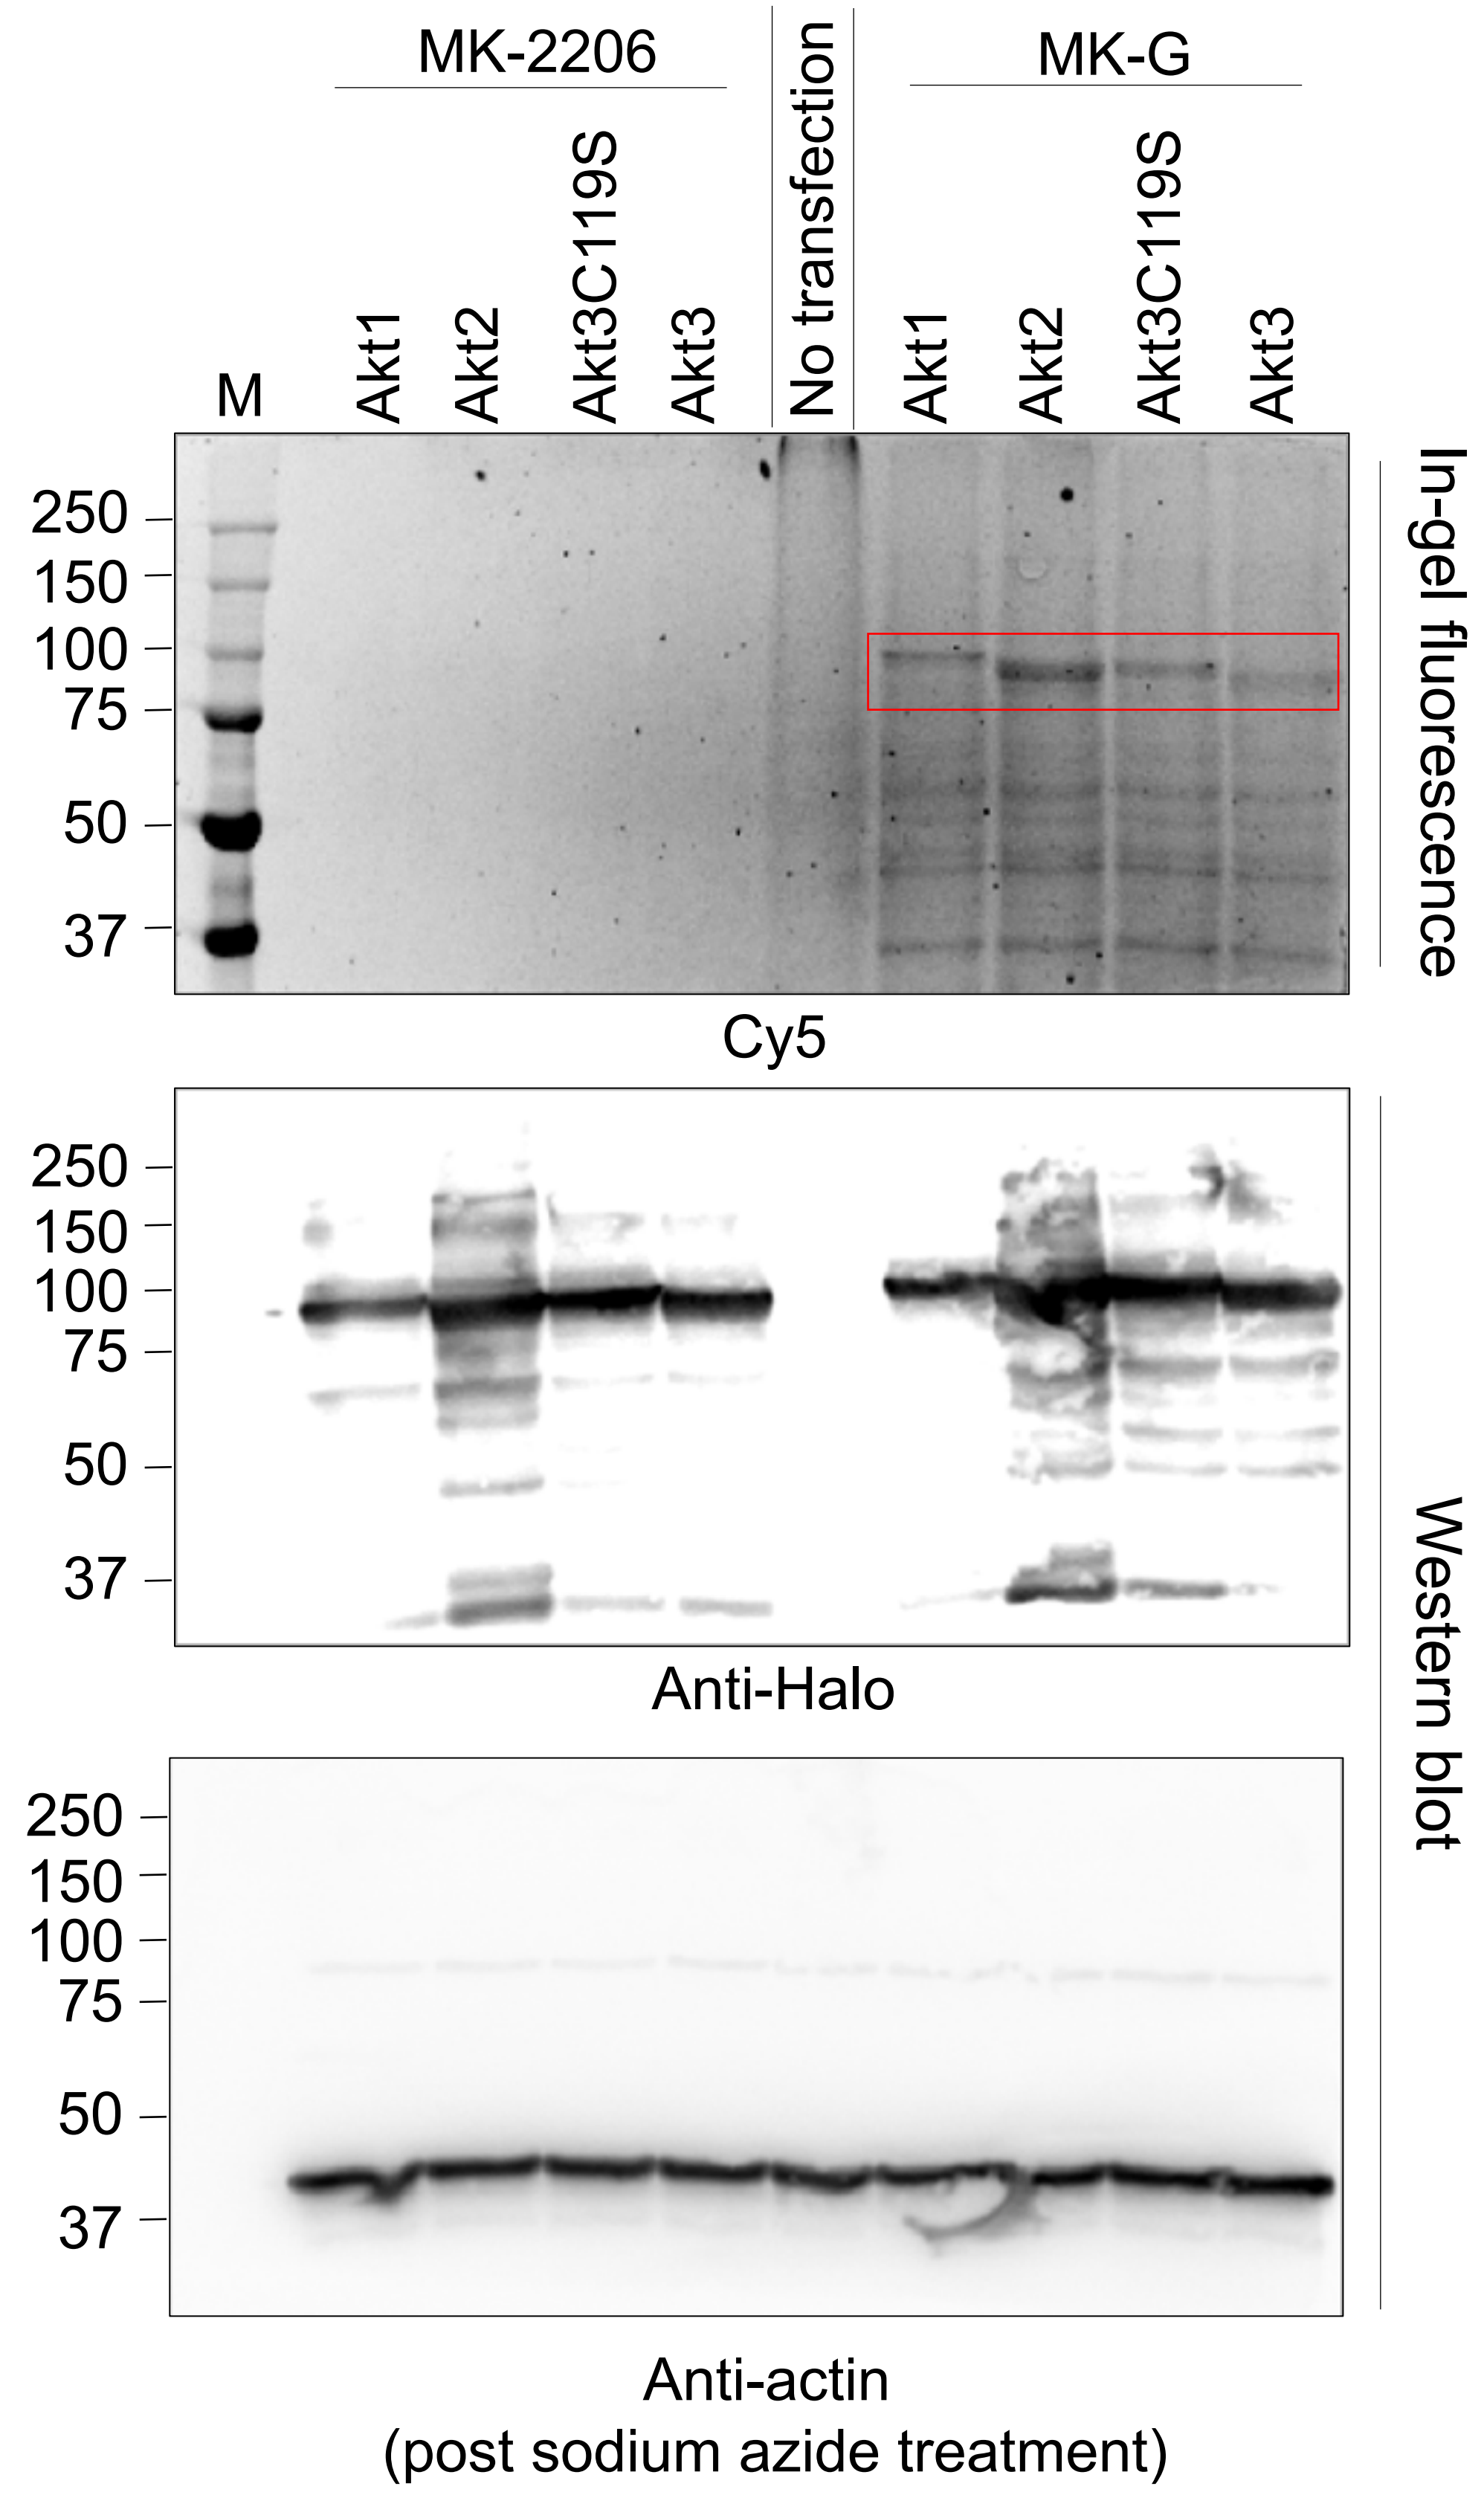 MK-2206
No transfection
MK-G
M
Akt1
Akt2
Akt3C119S
Akt3
Akt1
Akt2
Akt3C119S
Akt3
250
150
100
75
50
37
In-gel fluorescence
Cy5
250
150
100
75
50
37
Anti-Halo
Western blot
250
150
100
75
50
37
Anti-actin
(post sodium azide treatment)